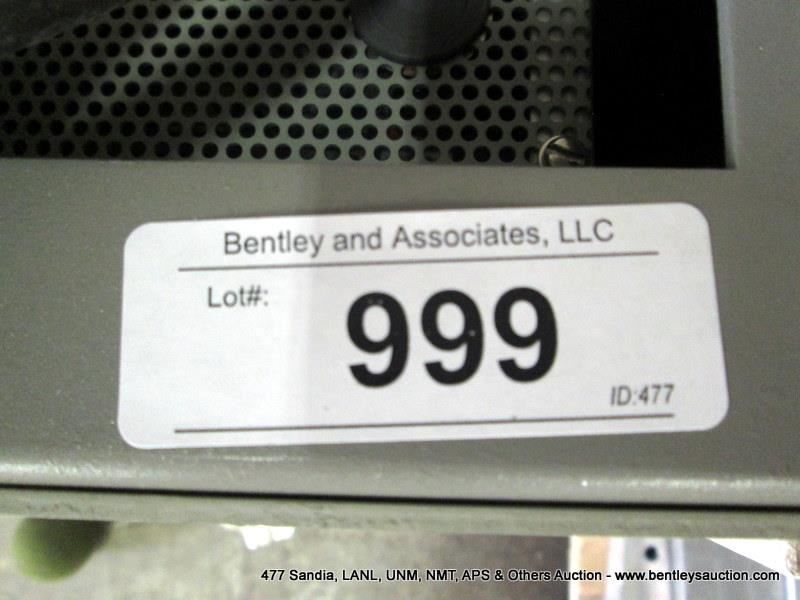 Bentley and Associates, LLC
Lot#:
999
ID:477
477 Sandia, LANL, UNM, NMT, APS & Others Auction - www.bentleysauction.com